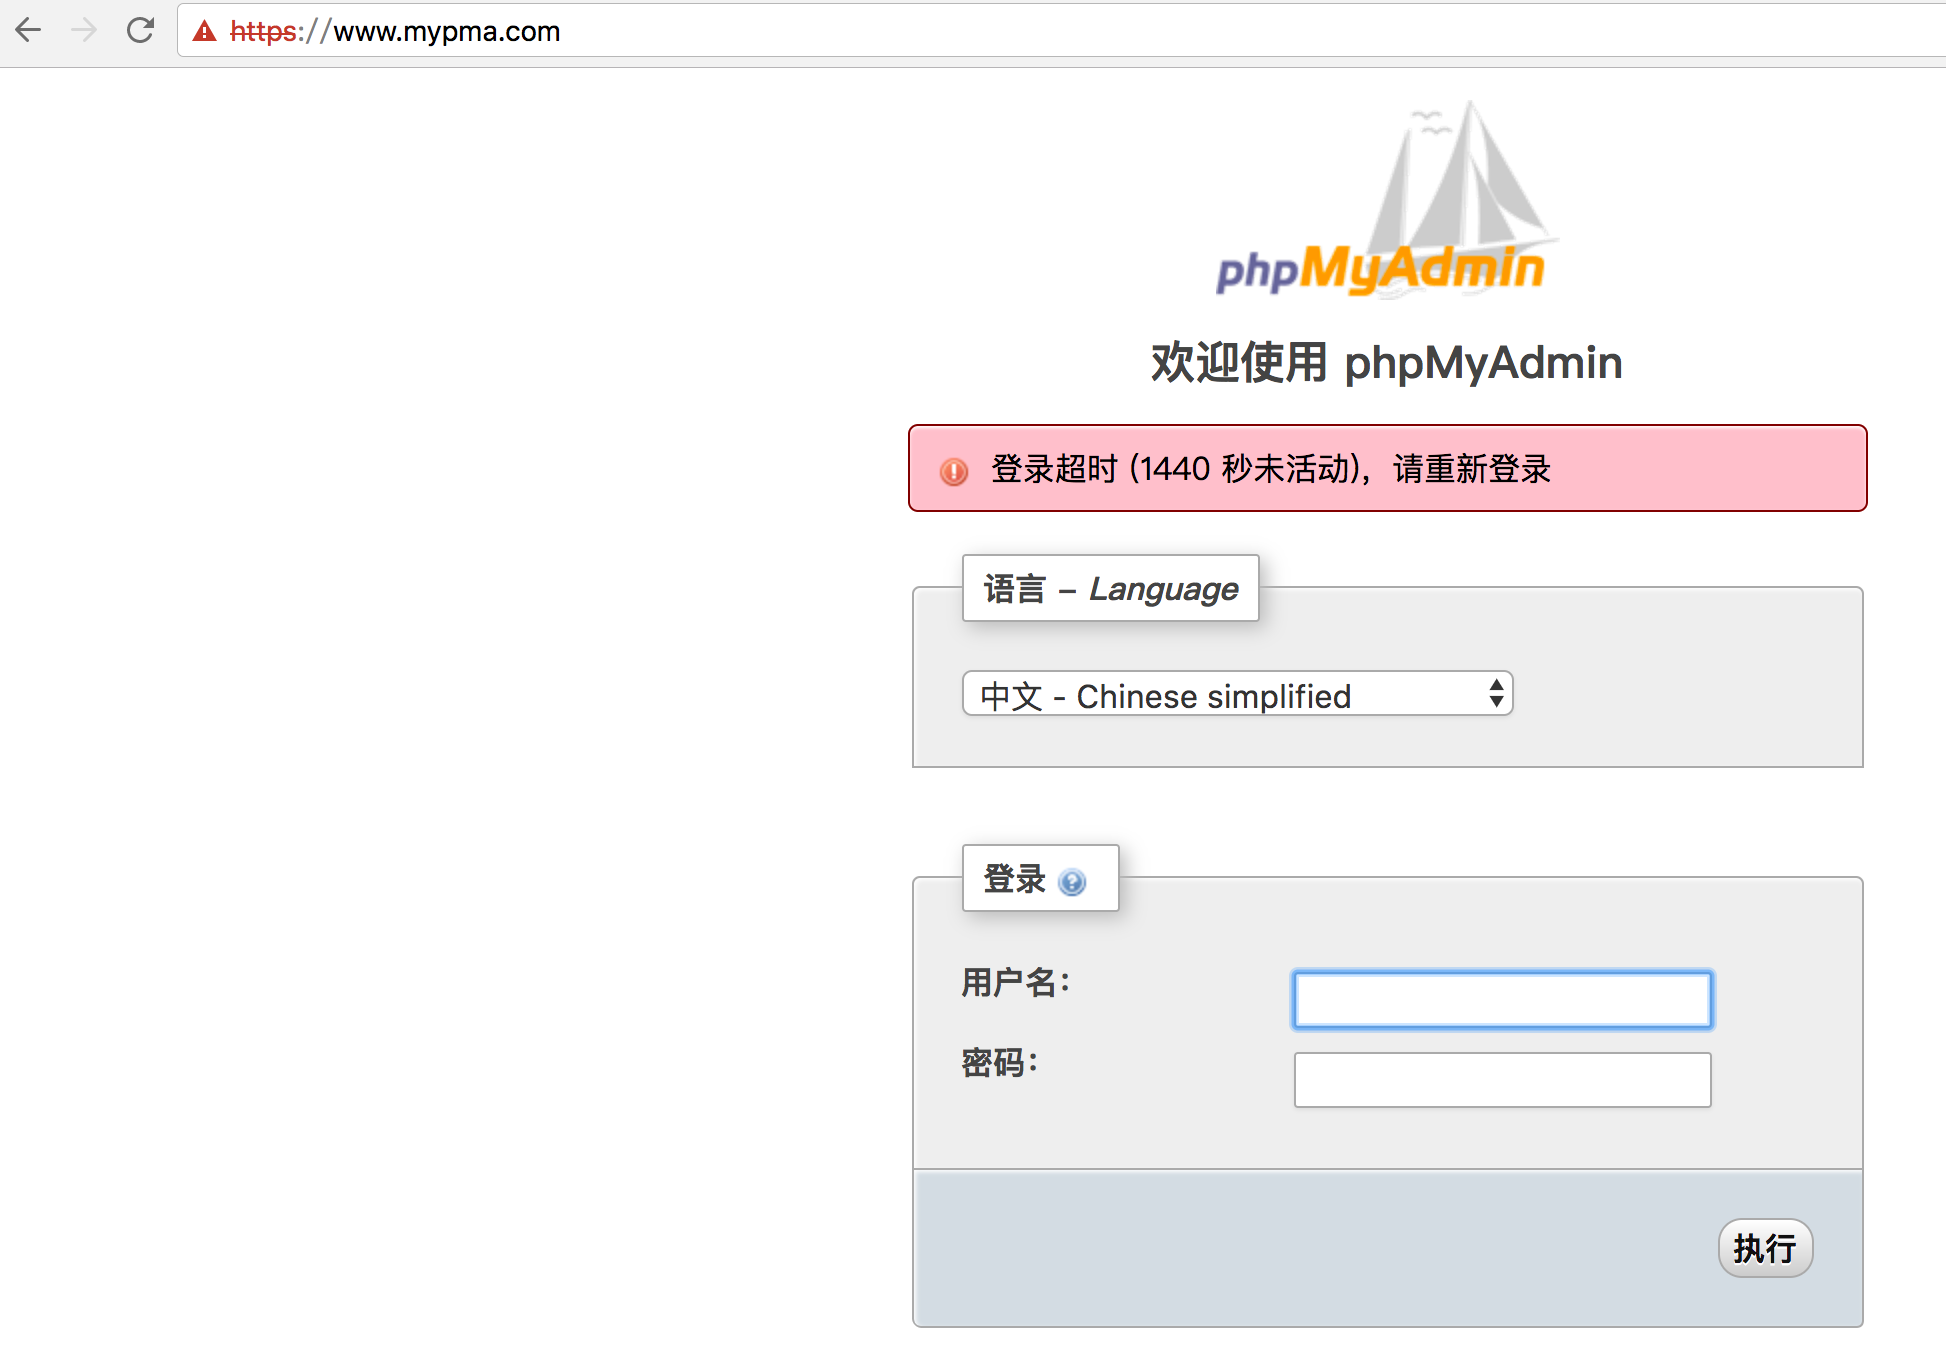 https://www.mypma.com
phpMyAdmin
欢迎使用 phpMyAdmin
登录超时 (1440 秒未活动)，请重新登录
语言 – Language
中文 - Chinese simplified
登录
用户名：
密码：
执行